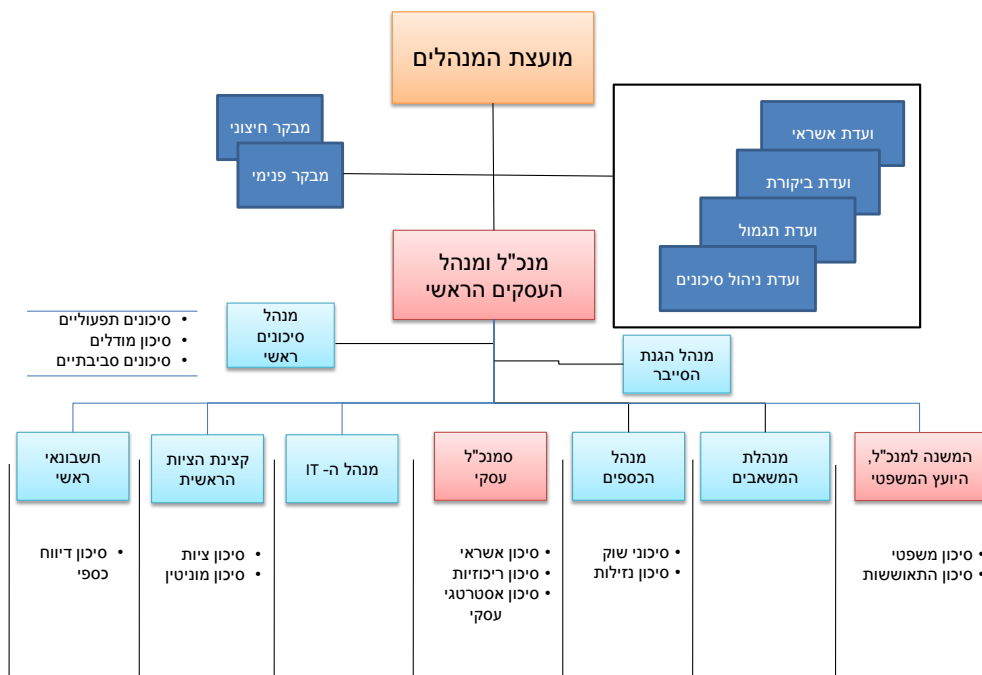 מועצת המנהלים
מבקר חיצוני
מבקר פנימי
ועדת אשראי
ועדת ביקורת
ועדת תגמול
ועדת ניהול סיכונים
מנכ"ל ומנהל
העסקים הראשי
מנהל
סיכונים
ראשי
• סיכונים תפעוליים
• סיכון מודלים
• סיכונים סביבתיים
מנהל הגנת
הסייבר
המשנה למנכ"ל,
היועץ המשפטי
• סיכון משפטי
• סיכון התאוששות
מנהלת
המשאבים
מנהל
הכספים
• סיכוני שוק
• סיכון נזילות
סמנכ"ל
עסקי
• סיכון אשראי
• סיכון ריכוזיות
• סיכון אסטרטגי
עסקי
מנהל ה- IT
קצינת הציות
הראשית
• סיכון ציות
• סיכון מוניטין
חשבונאי
ראשי
• סיכון דיווח
כספי